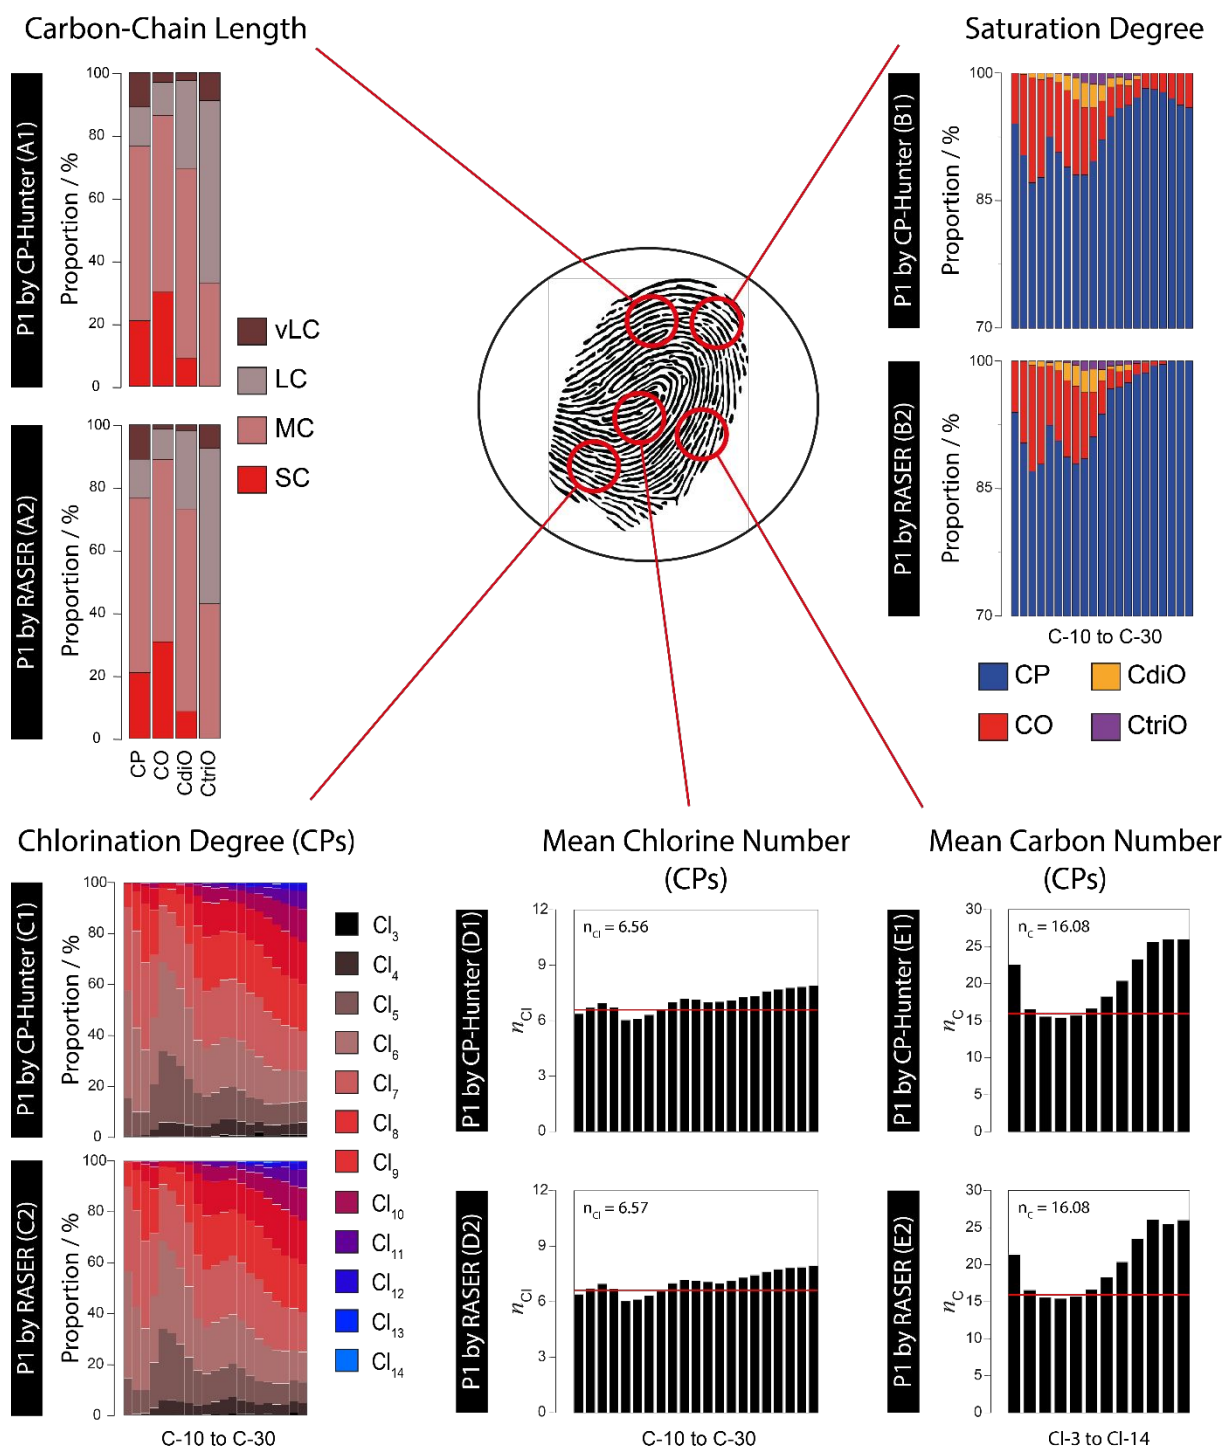 Carbon-Chain Length
P1 by CP-Hunter (A1)
Proportion / %
100
80
60
40
20
0
vLC
LC
MC
SC
P1 by RASER (A2)
Proportion / %
100
80
60
40
20
0
CP
CO
CdiO
CtriO
Saturation Degree
P1 by CP-Hunter (B1)
Proportion / %
100
85
70
P1 by RASER (B2)
Proportion / %
100
85
70
C-10 to C-30
CP
CdiO
CO
CtriO
Chlorination Degree (CPs)
P1 by CP-Hunter (C1)
Proportion / %
100
80
60
40
20
0
P1 by RASER (C2)
Proportion / %
100
80
60
40
20
0
C-10 to C-30
Cl3
Cl4
Cl5
Cl6
Cl7
Cl8
Cl9
Cl10
Cl11
Cl12
Cl13
Cl14
Mean Chlorine Number
(CPs)
P1 by CP-Hunter (D1)
nCl
12
9
6
3
0
nCl = 6.56
P1 by RASER (D2)
nCl
12
9
6
3
0
nCl = 6.57
C-10 to C-30
Mean Carbon Number
(CPs)
P1 by CP-Hunter (E1)
nC
30
25
20
15
10
5
0
nC = 16.08
P1 by RASER (E2)
nC
30
25
20
15
10
5
0
nC = 16.08
Cl-3 to Cl-14